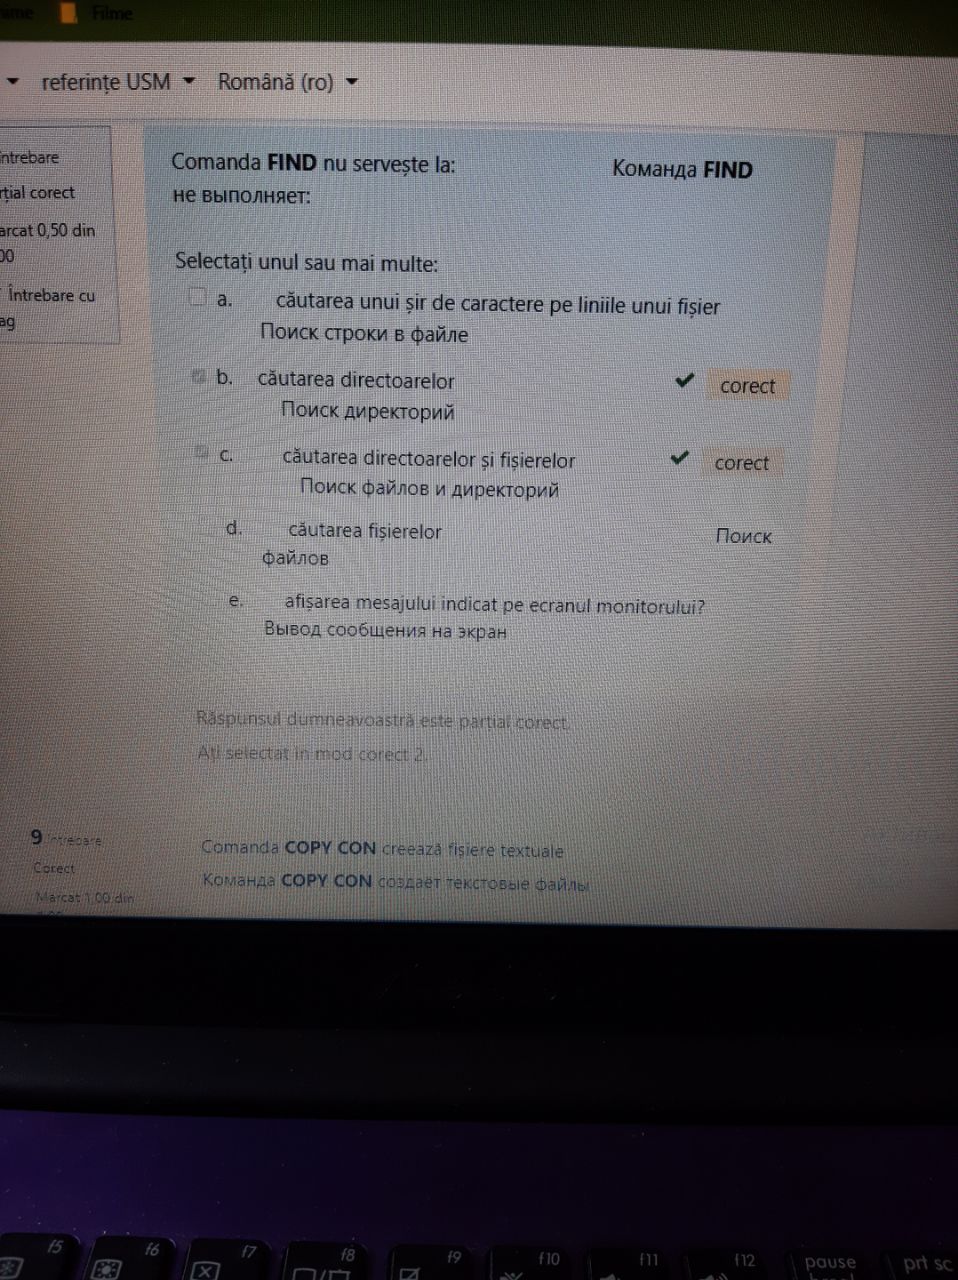 Filme
referințe USM Română (ro)
întrebare
parțial corect
Marcat 0,50 din
00
Întrebare cu
ag
Comanda FIND nu servește la: Команда FIND
не выполняет:
Selectați unul sau mai multe:
a. căutarea unui șir de caractere pe liniile unui fișier
Поиск строки в файле
b. căutarea directoarelor corect
Поиск директорий
c. căutarea directoarelor și fișierelor corect
Поиск файлов и директорий
d. căutarea fișierelor Поиск
файлов
e. afișarea mesajului indicat pe ecranul monitorului?
Вывод сообщения на экран
Răspunsul dumneavoastră este parțial corect.
Ați selectat în mod corect 2.
9 Întrebare
Corect
Marcat 1,00 din
Comanda COPY CON creează fișiere textuale
Команда COPY CON создаёт текстовые файлы
f5 f6 f7 f8 f9 f10 f11 f12 pause prt sc